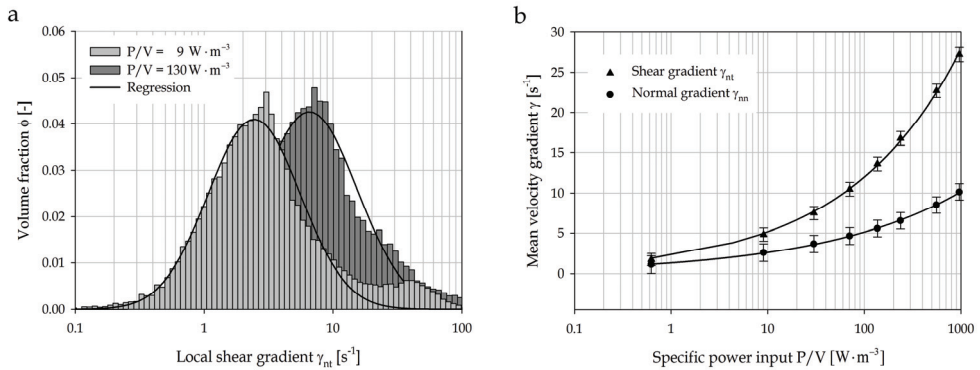 a
0.06
0.05
0.04
0.03
0.02
0.01
0.00
Volume fraction ϕ [-]
P/V = 9 W·m⁻³
P/V = 130 W·m⁻³
Regression
0.1 1 10 100
Local shear gradient γnt [s⁻¹]
b
30
25
20
15
10
5
0
Mean velocity gradient γ [s⁻¹]
Shear gradient γnt
Normal gradient γnn
0.1 1 10 100 1000
Specific power input P/V [W·m⁻³]